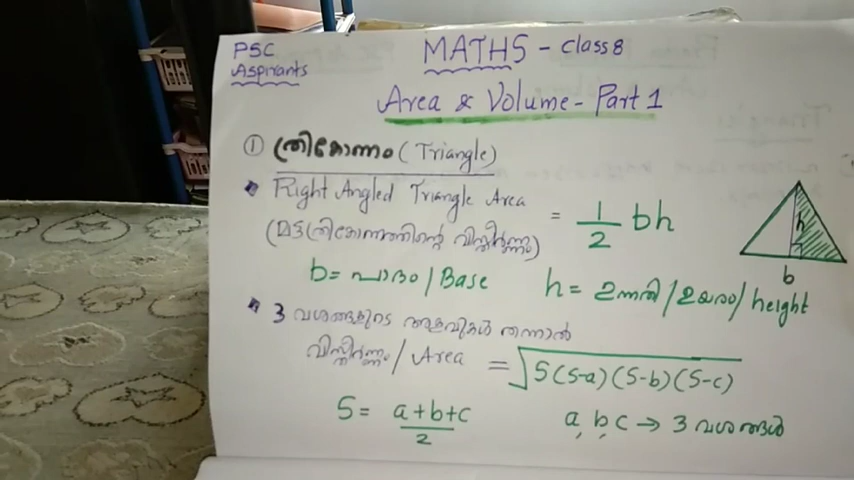 PSC
Aspirants
MATHS - class 8
Area & Volume - Part 1
① ത്രികോണം (Triangle)
Right Angled Triangle Area
(മട്ടത്രികോണത്തിന്റെ വിസ്തീർണ്ണം)
= 1/2 bh
h
b
b = പാദം / Base
h = ഉന്നതി / ഉയരം / height
3 വശങ്ങളുടെ അളവുകൾ തന്നാൽ
വിസ്തീർണ്ണം / Area = √S(S-a)(S-b)(S-c)
S = a+b+c/2
a, b, c → 3 വശങ്ങൾ